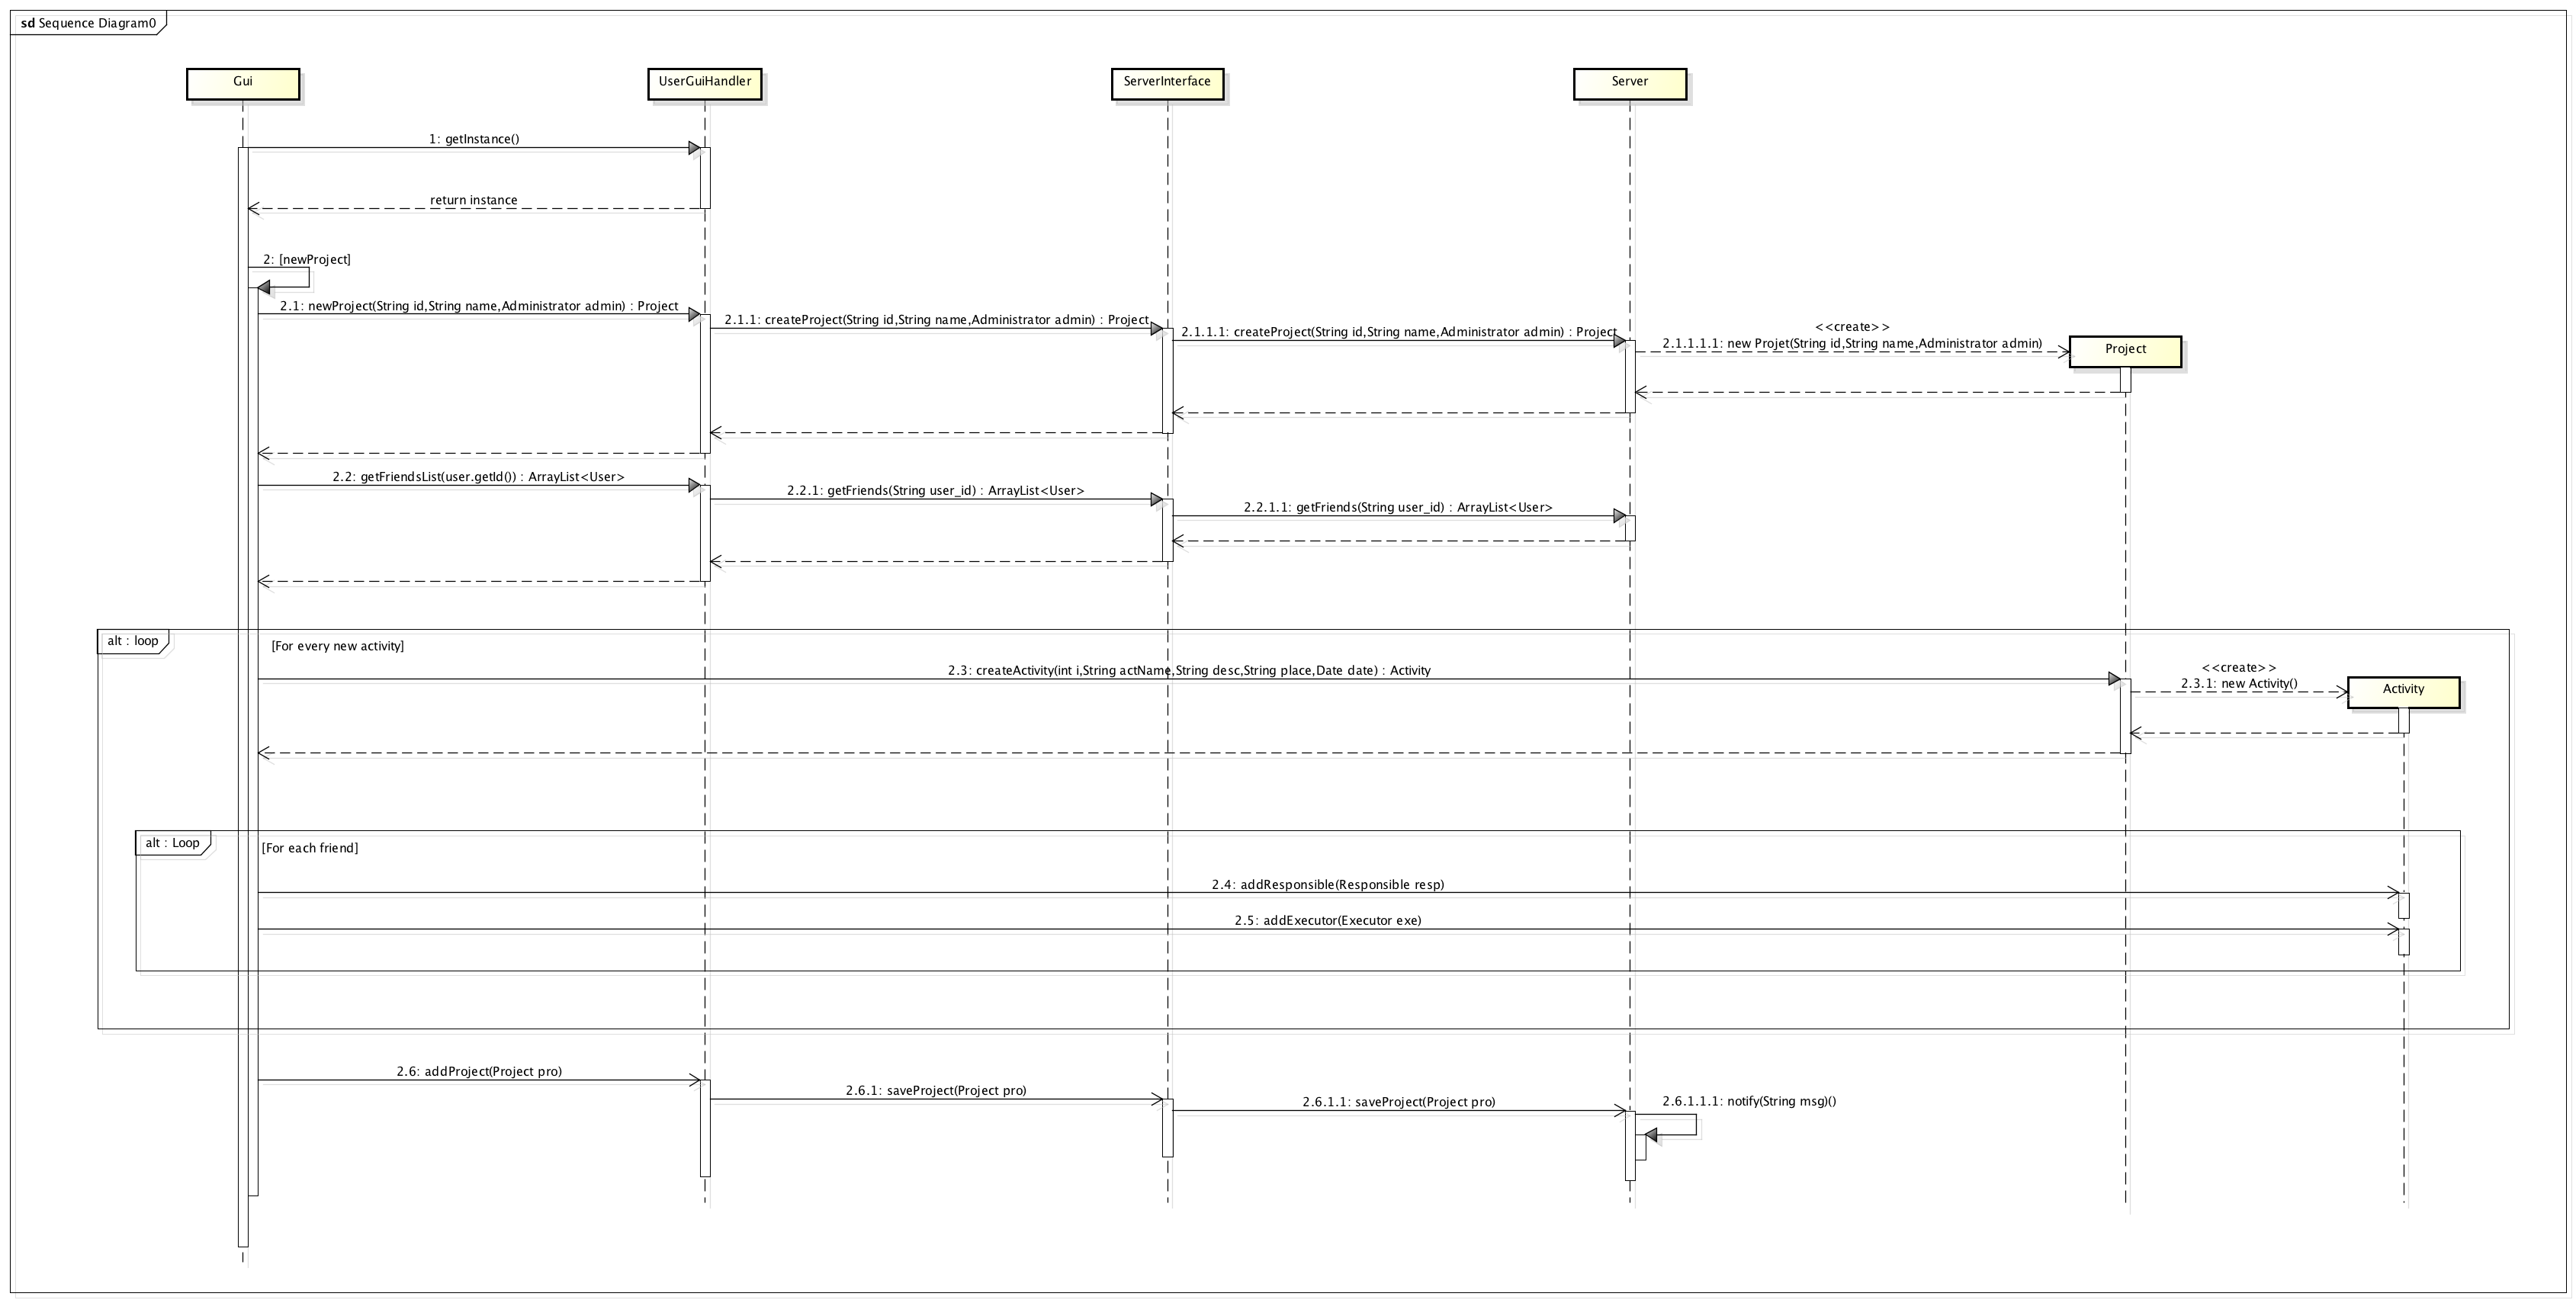 sd Sequence Diagram0
Gui
UserGuiHandler
ServerInterface
Server
1: getInstance()
return instance
2: [newProject]
2.1: newProject(String id,String name,Administrator admin) : Project
2.1.1: createProject(String id,String name,Administrator admin) : Project
2.1.1.1: createProject(String id,String name,Administrator admin) : Project
<<create>>
2.1.1.1.1: new Projet(String id,String name,Administrator admin)
Project
2.2: getFriendsList(user.getId()) : ArrayList<User>
2.2.1: getFriends(String user_id) : ArrayList<User>
2.2.1.1: getFriends(String user_id) : ArrayList<User>
alt : loop
[For every new activity]
2.3: createActivity(int i,String actName,String desc,String place,Date date) : Activity
<<create>>
2.3.1: new Activity()
Activity
alt : Loop
[For each friend]
2.4: addResponsible(Responsible resp)
2.5: addExecutor(Executor exe)
2.6: addProject(Project pro)
2.6.1: saveProject(Project pro)
2.6.1.1: saveProject(Project pro)
2.6.1.1.1: notify(String msg)()